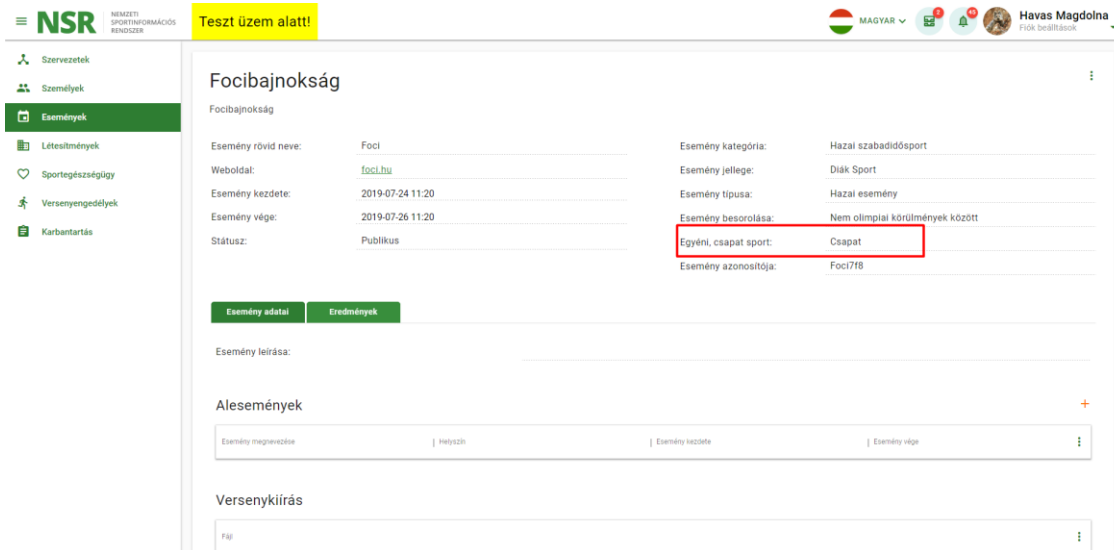 NSR
NEMZETI
SPORTINFORMÁCIÓS
RENDSZER
Teszt üzem alatt!
MAGYAR
2
45
Havas Magdolna
Fiók beállítások
Szervezetek
Személyek
Események
Létesítmények
Sportegészségügy
Versenyengedélyek
Karbantartás
Focibajnokság
Focibajnokság
Esemény rövid neve: Foci
Weboldal: foci.hu
Esemény kezdete: 2019-07-24 11:20
Esemény vége: 2019-07-26 11:20
Státusz: Publikus
Esemény kategória: Hazai szabadidősport
Esemény jellege: Diák Sport
Esemény típusa: Hazai esemény
Esemény besorolása: Nem olimpiai körülmények között
Egyéni, csapat sport: Csapat
Esemény azonosítója: Foci7f8
Esemény adatai Eredmények
Esemény leírása:
Alesemények
Esemény megnevezése | Helyszín | Esemény kezdete | Esemény vége
Versenykiírás
Fájl